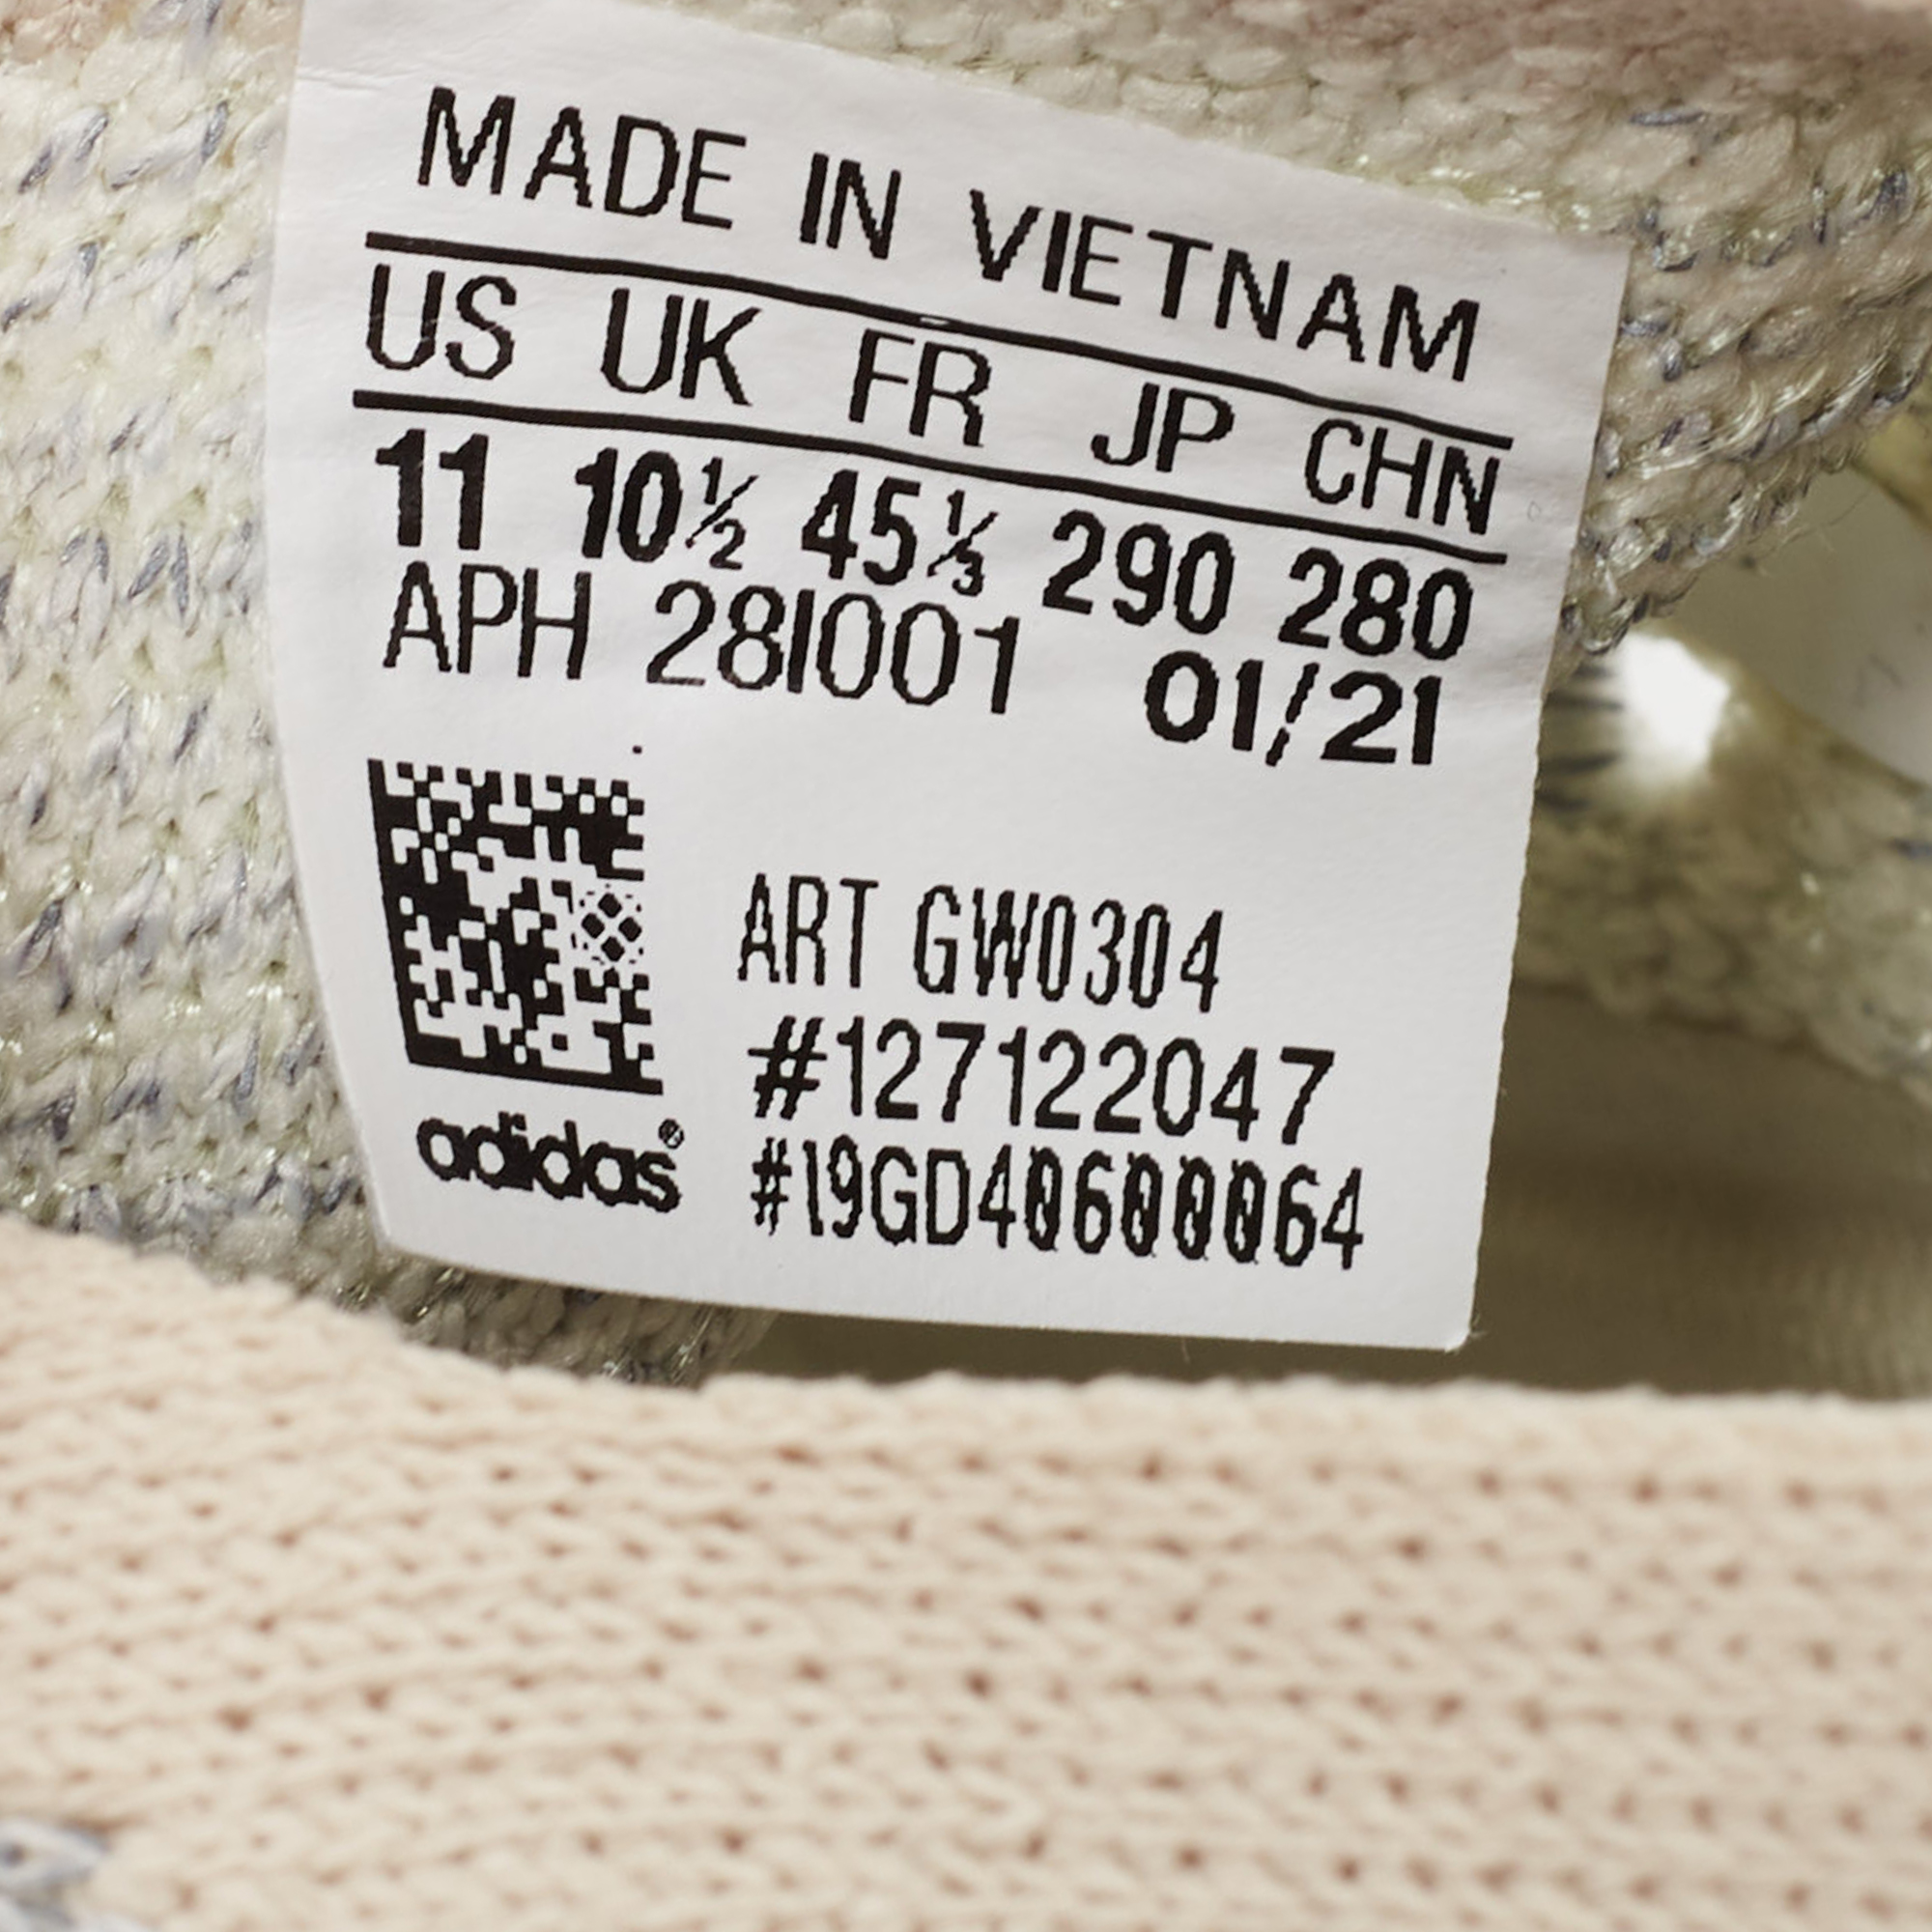 MADE IN VIETNAM
US UK FR JP CHN
11 10½ 45⅓ 290 280
APH 28I001 01/21
ART GW0304
#127122047
#19GD40600064
adidas®